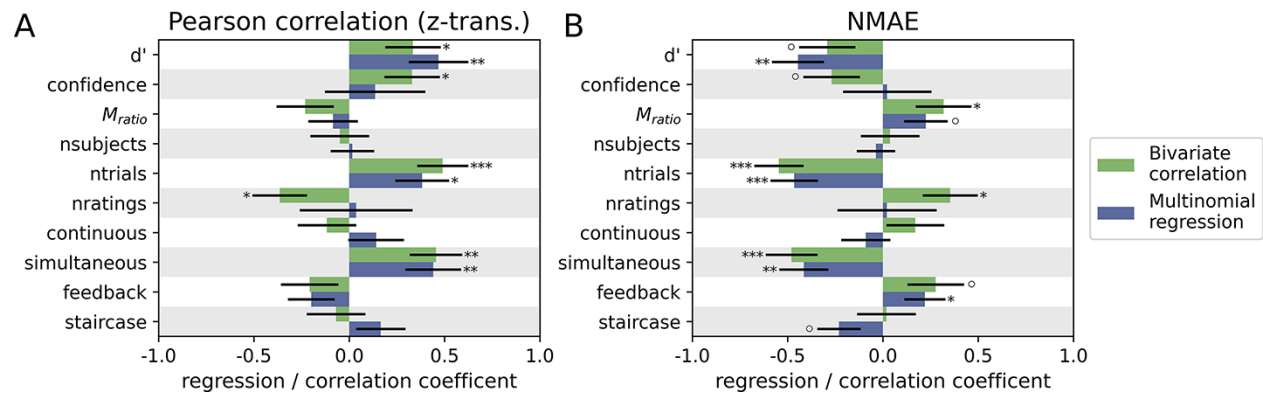 A
Pearson correlation (z-trans.)
d'
*
**
confidence
*
M_ratio
nsubjects
ntrials
***
*
nratings
*
continuous
simultaneous
**
**
feedback
staircase
-1.0
-0.5
0.0
0.5
1.0
regression / correlation coefficent
B
NMAE
○
**
○
*
○
***
***
*
***
**
○
*
○
-1.0
-0.5
0.0
0.5
1.0
regression / correlation coefficent
Bivariate
correlation
Multinomial
regression